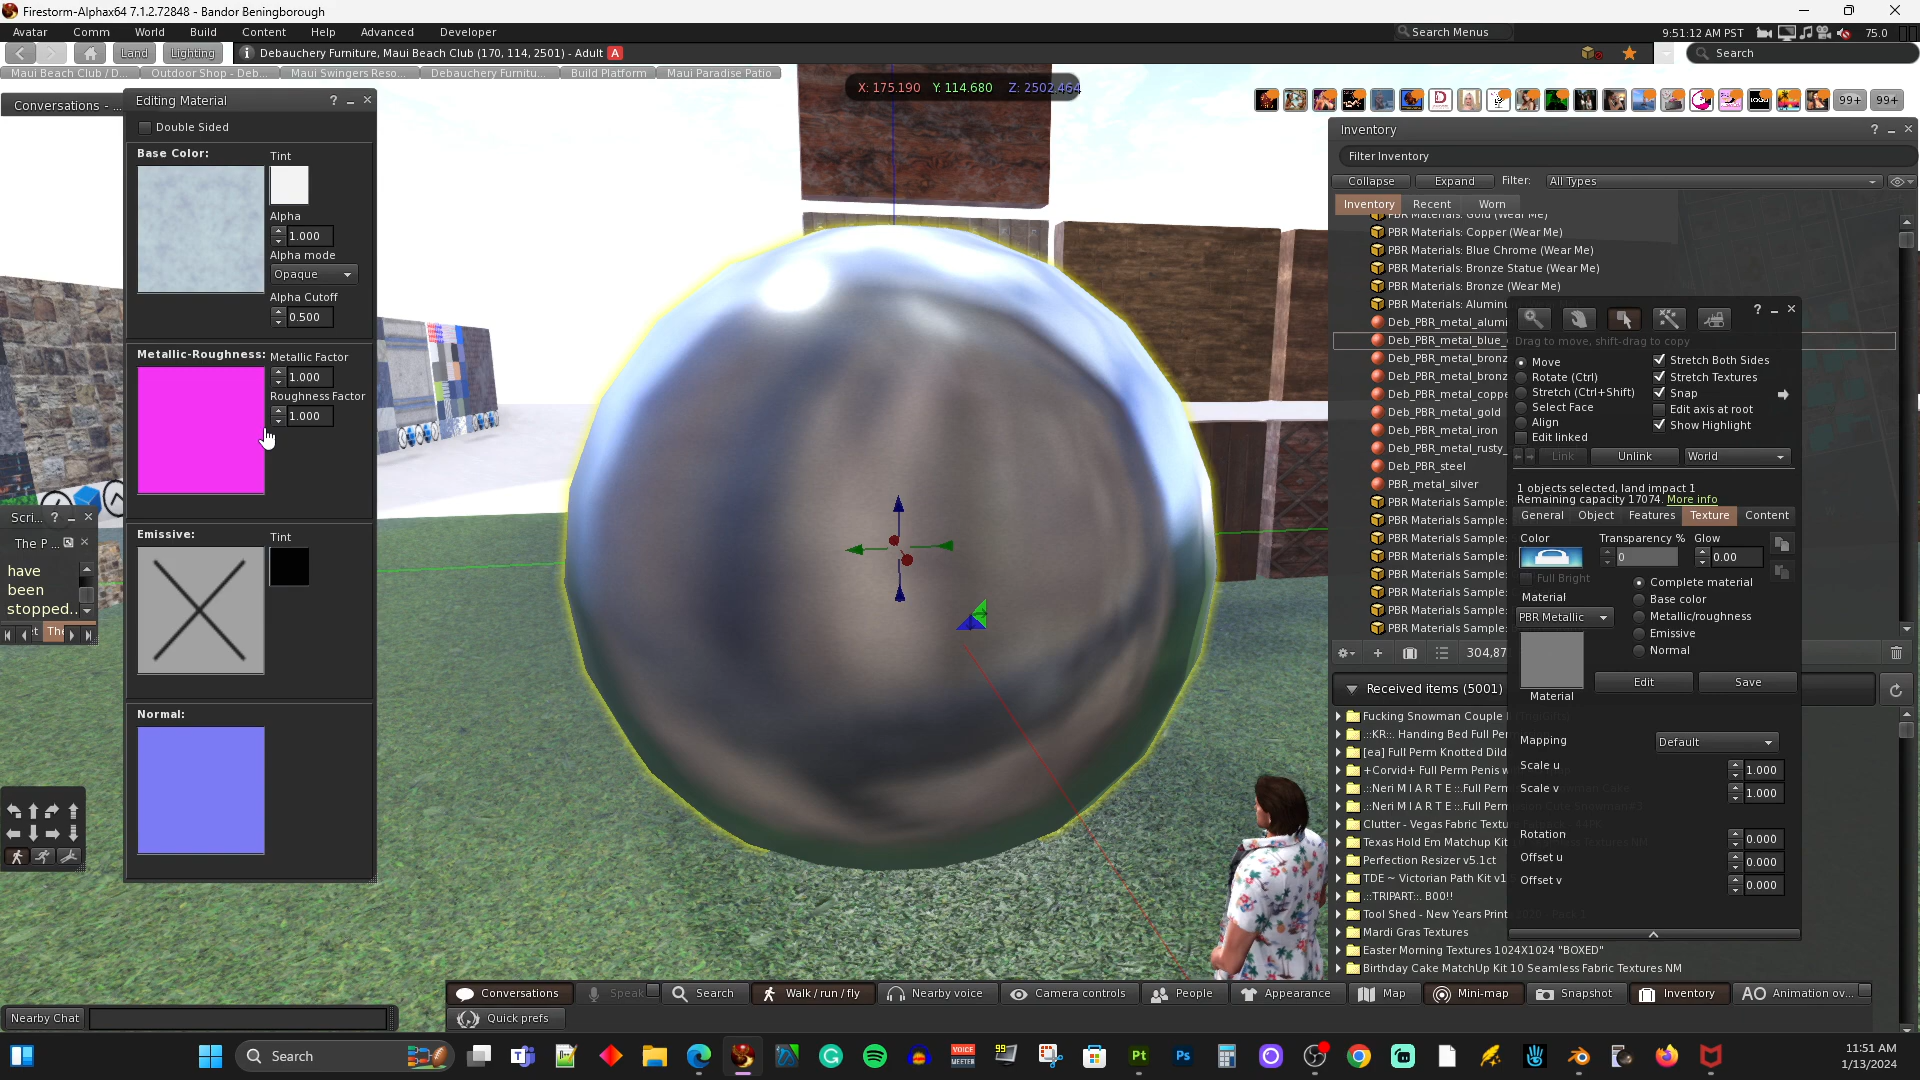 Firestorm-Alphax64 7.1.2.72848 - Bandor Beningborough
Avatar Comm World Build Content Help Advanced Developer
Search Menus
9:51:12 AM PST
75.0
Land
Lighting
Debauchery Furniture, Maui Beach Club (170, 114, 2501) - Adult A
Search
Maui Beach Club / D... Outdoor Shop - Deb... Maui Swingers Reso... Debauchery Furnitu... Build Platform Maui Paradise Patio
X: 175.190 Y: 114.680 Z: 2502.464
99+ 99+
Conversations - ...
Editing Material ?
Double Sided
Base Color:
Tint
Alpha
1.000
Alpha mode
Opaque
Alpha Cutoff
0.500
Metallic-Roughness:
Metallic Factor
1.000
Roughness Factor
1.000
Emissive:
Tint
Normal:
Scri... ?
The P ...
have
been
stopped..
The
Inventory ?
Filter Inventory
Collapse Expand Filter: All Types
Inventory Recent Worn
PBR Materials: Gold (Wear Me)
PBR Materials: Copper (Wear Me)
PBR Materials: Blue Chrome (Wear Me)
PBR Materials: Bronze Statue (Wear Me)
PBR Materials: Bronze (Wear Me)
PBR Materials: Aluminu
Deb_PBR_metal_alumi
Deb_PBR_metal_blue_
Deb_PBR_metal_bronz
Deb_PBR_metal_bronz
Deb_PBR_metal_coppe
Deb_PBR_metal_gold
Deb_PBR_metal_iron
Deb_PBR_metal_rusty_
Deb_PBR_steel
PBR_metal_silver
PBR Materials Sample:
PBR Materials Sample:
PBR Materials Sample:
PBR Materials Sample:
PBR Materials Sample:
PBR Materials Sample:
PBR Materials Sample:
PBR Materials Sample:
304,87
Received items (5001)
Fucking Snowman Couple
.::KR::. Handing Bed Full Per
[ea] Full Perm Knotted Dild
+Corvid+ Full Perm Penis w
.::Neri M I A R T E ::.Full Perm
.::Neri M I A R T E ::.Full Perm
Clutter - Vegas Fabric Textu
Texas Hold Em Matchup Kit
Perfection Resizer v5.1ct
TDE ~ Victorian Path Kit v1
.::TRIPART::. B00!!
Tool Shed - New Years Print
Mardi Gras Textures
Easter Morning Textures 1024X1024 "BOXED"
Birthday Cake MatchUp Kit 10 Seamless Fabric Textures NM
?
Drag to move, shift-drag to copy
Move
Rotate (Ctrl)
Stretch (Ctrl+Shift)
Select Face
Align
Edit linked
Stretch Both Sides
Stretch Textures
Snap
Edit axis at root
Show Highlight
Link Unlink World
1 objects selected, land impact 1
Remaining capacity 17074. More info
General Object Features Texture Content
Color Transparency % Glow
0 0.00
Full Bright
Material
PBR Metallic
Complete material
Base color
Metallic/roughness
Emissive
Normal
Material
Edit Save
Mapping Default
Scale u 1.000
Scale v 1.000
Rotation 0.000
Offset u 0.000
Offset v 0.000
Conversations Speak Search Walk / run / fly Nearby voice Camera controls People Appearance Map Mini-map Snapshot Inventory AO Animation ov...
Nearby Chat
Quick prefs
Search
VOICE MEETER
99
Pt
Ps
11:51 AM
1/13/2024